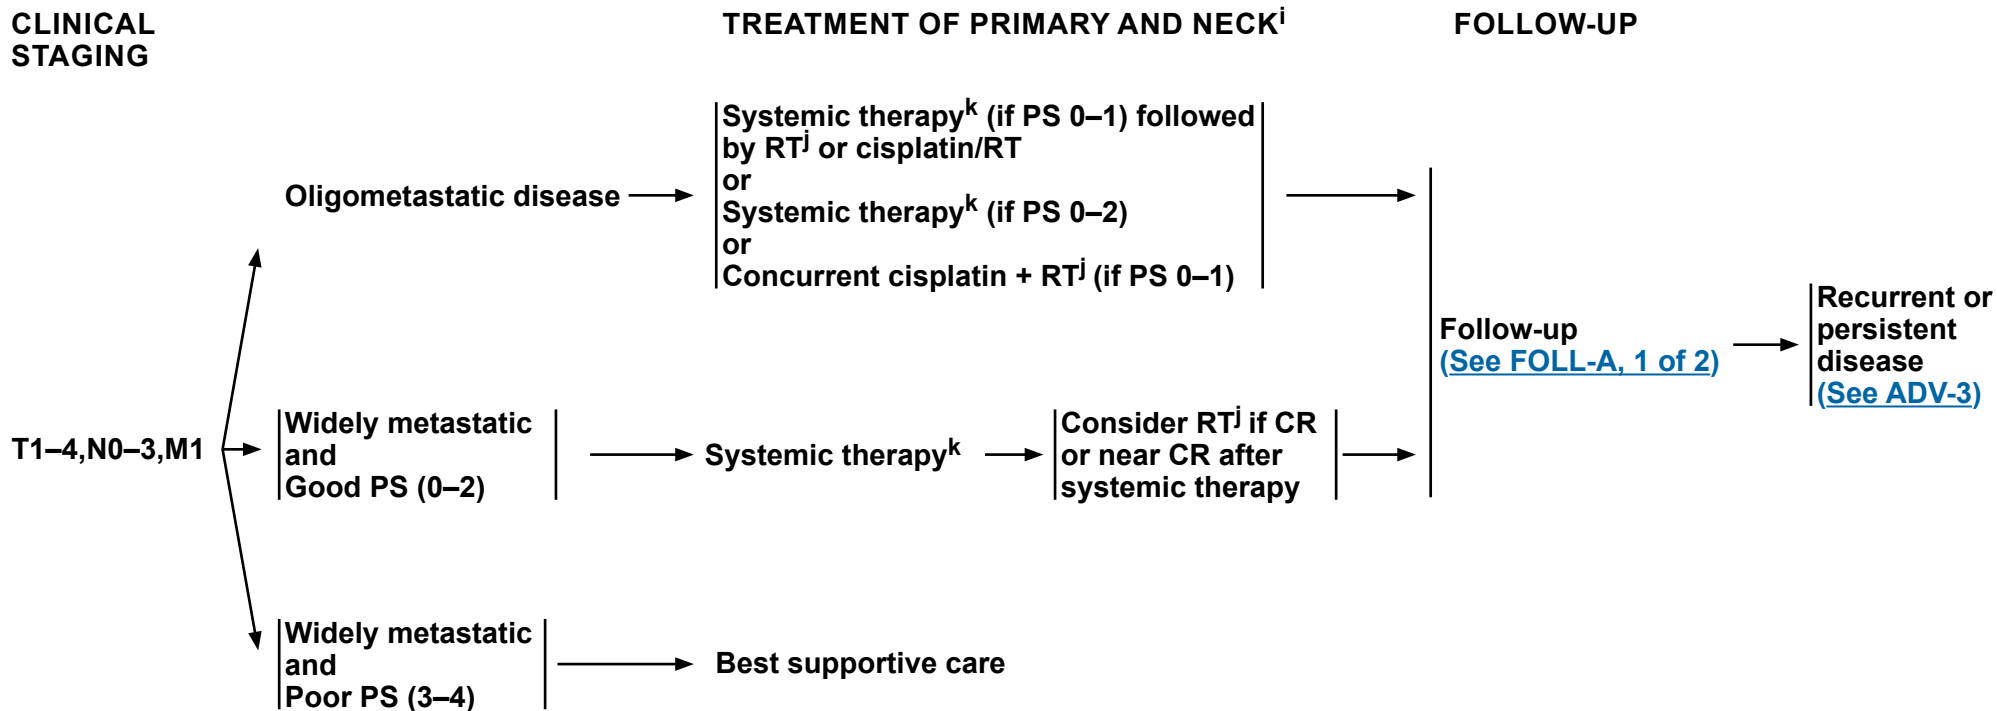 CLINICAL
STAGING
TREATMENT OF PRIMARY AND NECKⁱ
FOLLOW-UP
Systemic therapyᵏ (if PS 0–1) followed
by RTʲ or cisplatin/RT
or
Systemic therapyᵏ (if PS 0–2)
or
Concurrent cisplatin + RTʲ (if PS 0–1)
Oligometastatic disease
T1–4,N0–3,M1
Widely metastatic
and
Good PS (0–2)
Systemic therapyᵏ
Consider RTʲ if CR
or near CR after
systemic therapy
Follow-up
(See FOLL-A, 1 of 2)
Recurrent or
persistent
disease
(See ADV-3)
Widely metastatic
and
Poor PS (3–4)
Best supportive care